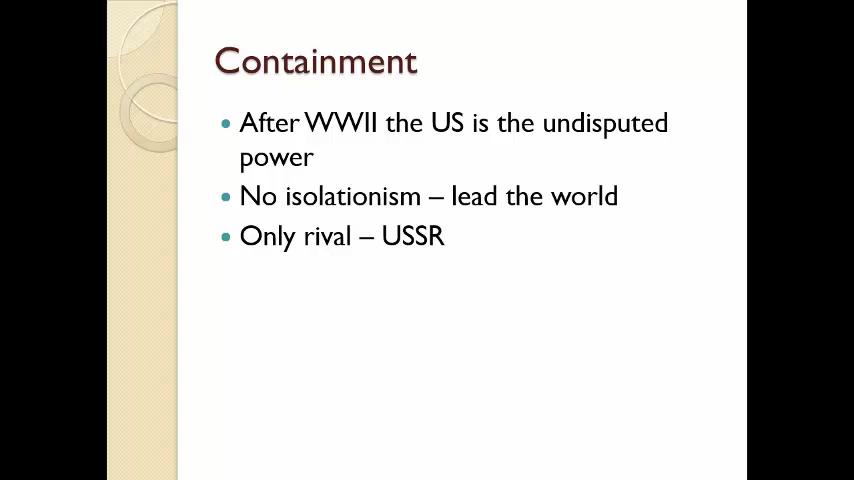 Containment
• After WWII the US is the undisputed
power
• No isolationism – lead the world
• Only rival – USSR